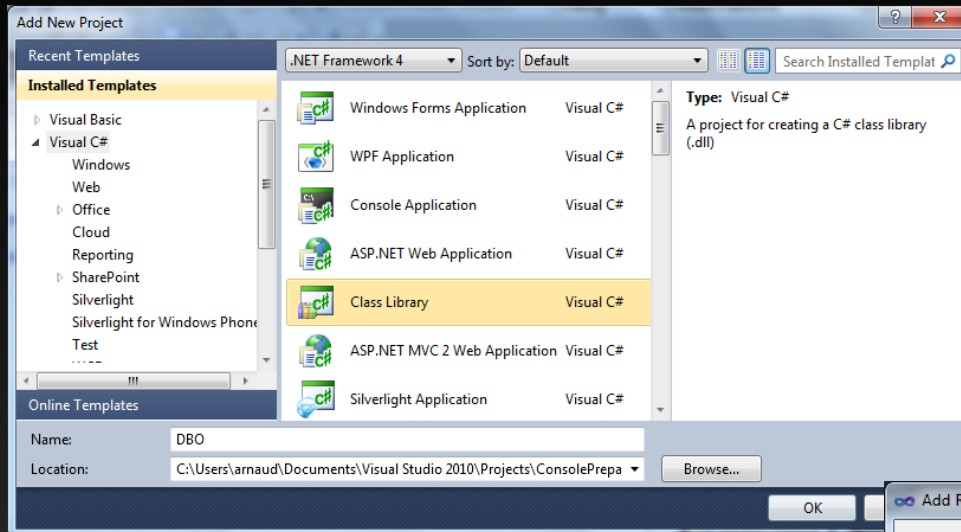 Add New Project
?
x
Recent Templates
Installed Templates
Visual Basic
Visual C#
Windows
Web
Office
Cloud
Reporting
SharePoint
Silverlight
Silverlight for Windows Phone
Test
Online Templates
.NET Framework 4
Sort by: Default
Search Installed Templat
Windows Forms Application Visual C#
WPF Application Visual C#
Console Application Visual C#
ASP.NET Web Application Visual C#
Class Library Visual C#
ASP.NET MVC 2 Web Application Visual C#
Silverlight Application Visual C#
Type: Visual C#
A project for creating a C# class library
(.dll)
Name: DBO
Location: C:\Users\arnaud\Documents\Visual Studio 2010\Projects\ConsolePrepa
Browse...
OK
Add